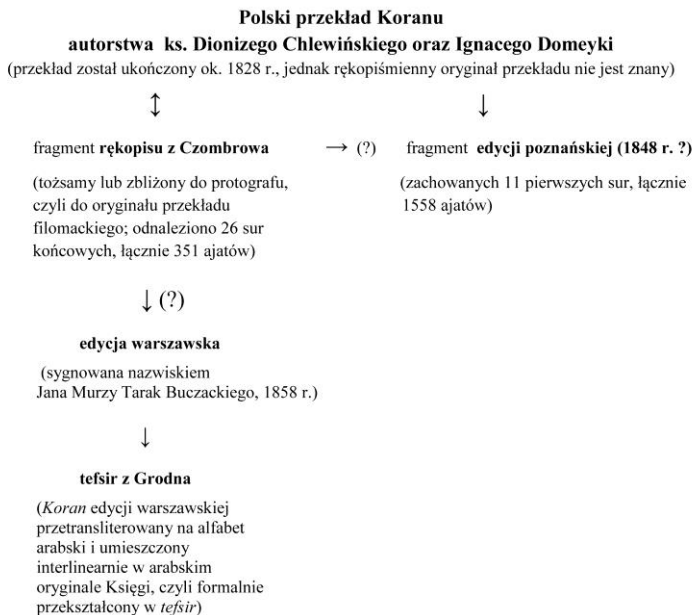 Polski przekład Koranu
autorstwa ks. Dionizego Chlewińskiego oraz Ignacego Domeyki
(przekład został ukończony ok. 1828 r., jednak rękopiśmienny oryginał przekładu nie jest znany)
↕ ↓
fragment rękopisu z Czombrowa → (?) fragment edycji poznańskiej (1848 r. ?)
(tożsamy lub zbliżony do protografu,
czyli do oryginału przekładu
filomackiego; odnaleziono 26 sur
końcowych, łącznie 351 ajatów)
(zachowanych 11 pierwszych sur, łącznie
1558 ajatów)
↓ (?)
edycja warszawska
(sygnowana nazwiskiem
Jana Murzy Tarak Buczackiego, 1858 r.)
↓
tefsir z Grodna
(Koran edycji warszawskiej
przetransliterowany na alfabet
arabski i umieszczony
interlinearnie w arabskim
oryginale Księgi, czyli formalnie
przekształcony w tefsir)